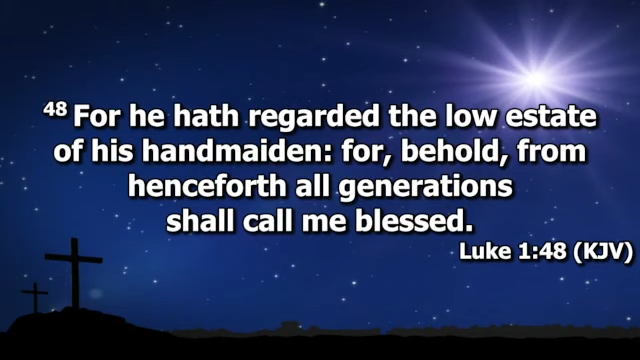 48 For he hath regarded the low estate
of his handmaiden: for, behold, from
henceforth all generations
shall call me blessed.
Luke 1:48 (KJV)